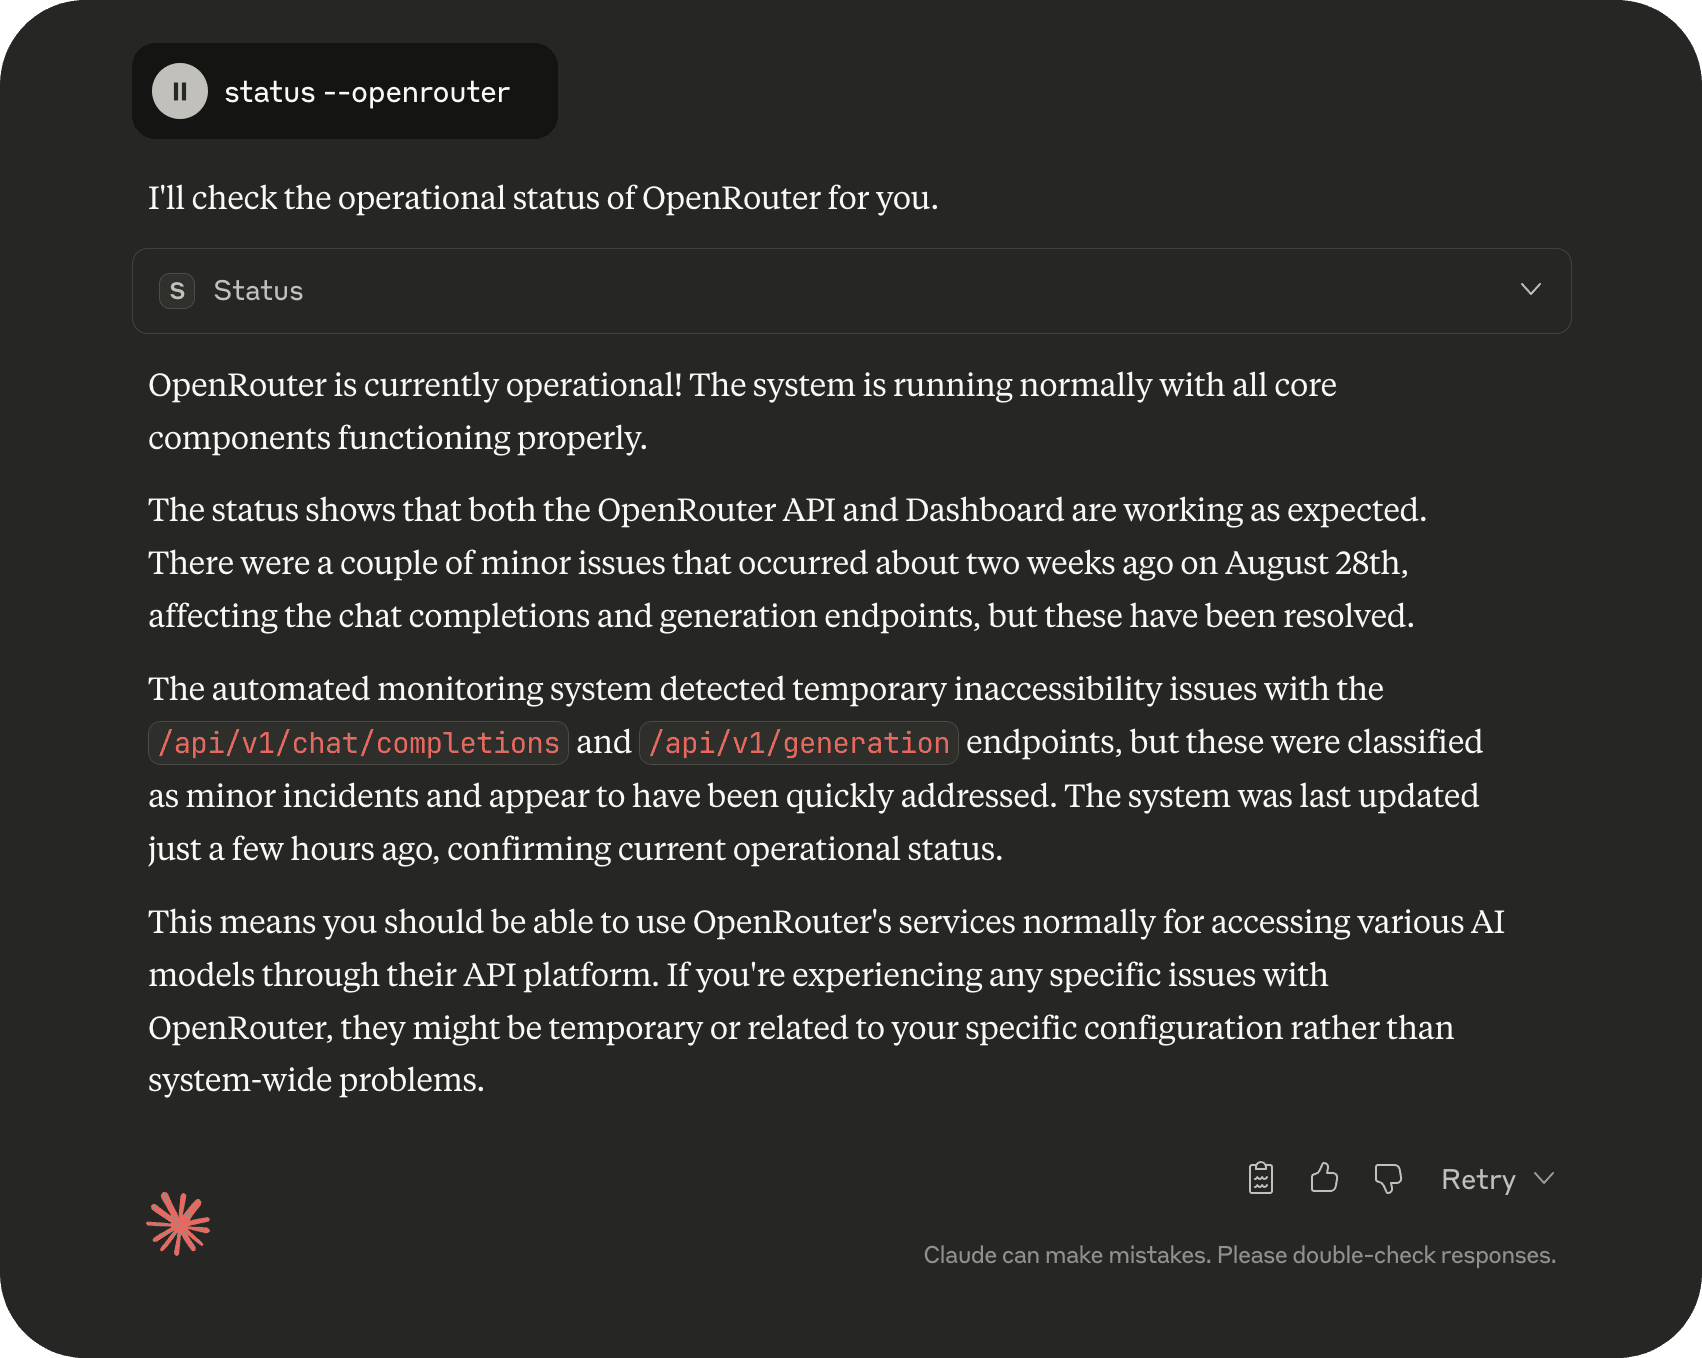 status --openrouter
I'll check the operational status of OpenRouter for you.
S Status
OpenRouter is currently operational! The system is running normally with all core
components functioning properly.
The status shows that both the OpenRouter API and Dashboard are working as expected.
There were a couple of minor issues that occurred about two weeks ago on August 28th,
affecting the chat completions and generation endpoints, but these have been resolved.
The automated monitoring system detected temporary inaccessibility issues with the
/api/v1/chat/completions and /api/v1/generation endpoints, but these were classified
as minor incidents and appear to have been quickly addressed. The system was last updated
just a few hours ago, confirming current operational status.
This means you should be able to use OpenRouter's services normally for accessing various AI
models through their API platform. If you're experiencing any specific issues with
OpenRouter, they might be temporary or related to your specific configuration rather than
system-wide problems.
Retry
Claude can make mistakes. Please double-check responses.